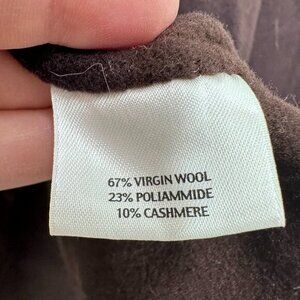 67% VIRGIN WOOL
23% POLIAMMIDE
10% CASHMERE